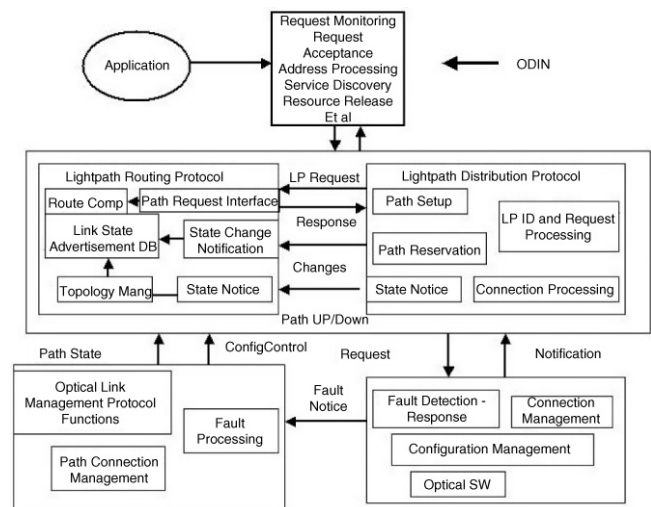 Request Monitoring
Request
Acceptance
Address Processing
Service Discovery
Resource Release
Et al
Application
ODIN
Lightpath Routing Protocol
LP Request
Lightpath Distribution Protocol
Route Comp
Path Request Interface
Path Setup
Response
LP ID and Request
Processing
Link State
Advertisement DB
State Change
Notification
Path Reservation
Changes
Topology Mang
State Notice
State Notice
Connection Processing
Path UP/Down
Path State
ConfigControl
Request
Notification
Optical Link
Management Protocol
Functions
Fault
Processing
Path Connection
Management
Fault
Notice
Fault Detection -
Response
Connection
Management
Configuration Management
Optical SW